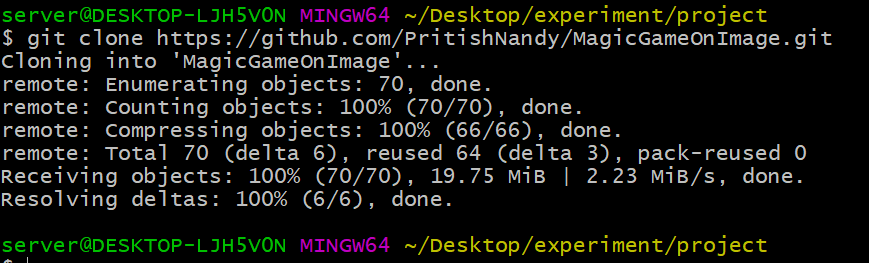 server@DESKTOP-LJH5V0N MINGW64 ~/Desktop/experiment/project
$ git clone https://github.com/PritishNandy/MagicGameOnImage.git
Cloning into 'MagicGameOnImage'...
remote: Enumerating objects: 70, done.
remote: Counting objects: 100% (70/70), done.
remote: Compressing objects: 100% (66/66), done.
remote: Total 70 (delta 6), reused 64 (delta 3), pack-reused 0
Receiving objects: 100% (70/70), 19.75 MiB | 2.23 MiB/s, done.
Resolving deltas: 100% (6/6), done.
server@DESKTOP-LJH5V0N MINGW64 ~/Desktop/experiment/project
$